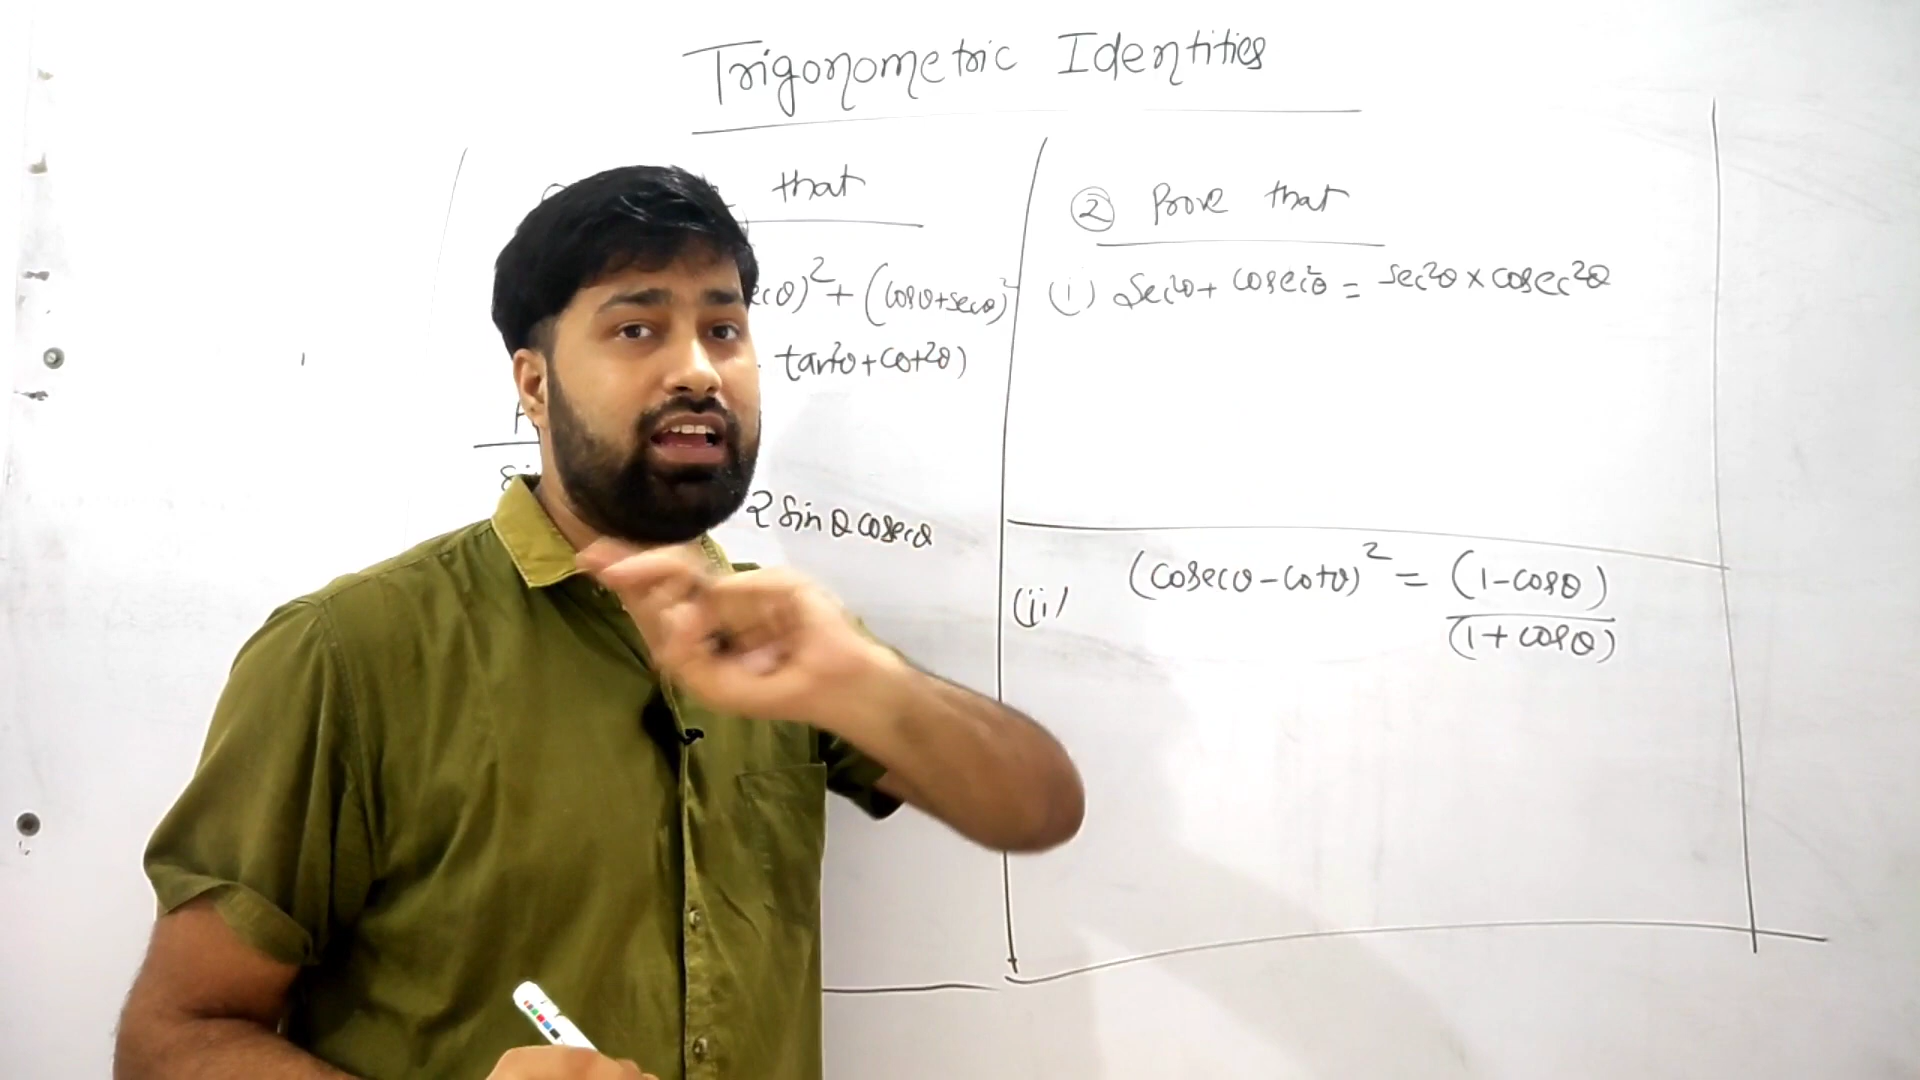 Trigonometric Identities
that
)² + (cosθ+secθ)²
tan²θ+cot²θ)
2 sinθ cosecθ
② Prove that
(i) Sec²θ + cosec²θ = sec²θ × cosec²θ
(ii) (cosecθ - cotθ)² = (1-cosθ)
(1+cosθ)